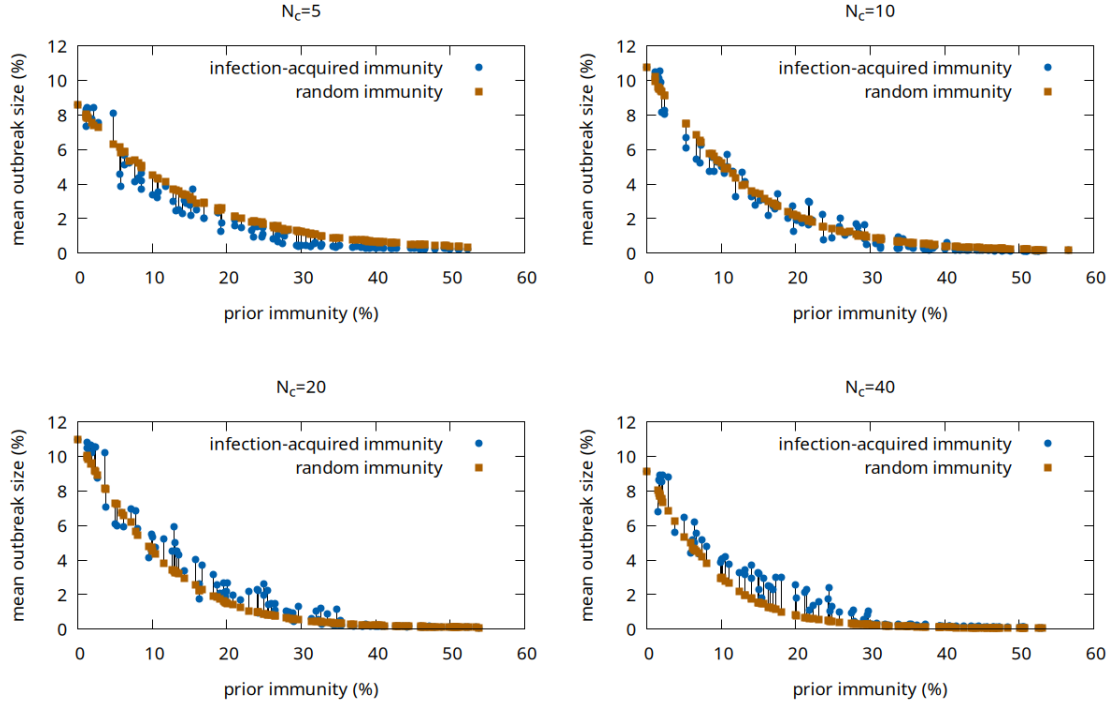 N_c=5
12
10
8
6
4
2
0
mean outbreak size (%)
infection-acquired immunity
random immunity
0 10 20 30 40 50 60
prior immunity (%)
N_c=10
12
10
8
6
4
2
0
mean outbreak size (%)
infection-acquired immunity
random immunity
0 10 20 30 40 50 60
prior immunity (%)
N_c=20
12
10
8
6
4
2
0
mean outbreak size (%)
infection-acquired immunity
random immunity
0 10 20 30 40 50 60
prior immunity (%)
N_c=40
12
10
8
6
4
2
0
mean outbreak size (%)
infection-acquired immunity
random immunity
0 10 20 30 40 50 60
prior immunity (%)